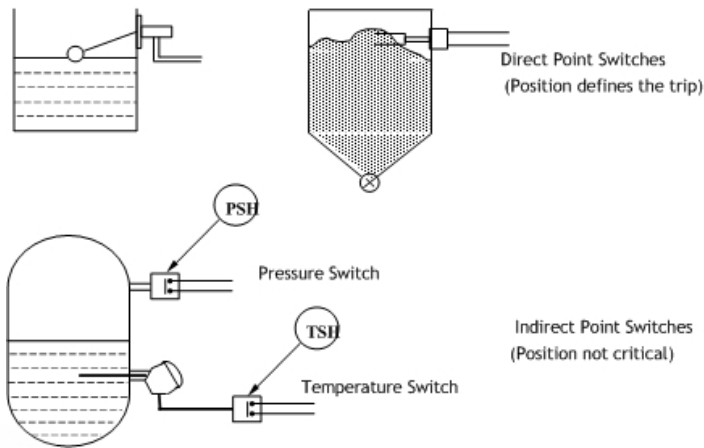 Direct Point Switches
(Position defines the trip)
PSH
Pressure Switch
TSH
Indirect Point Switches
(Position not critical)
Temperature Switch